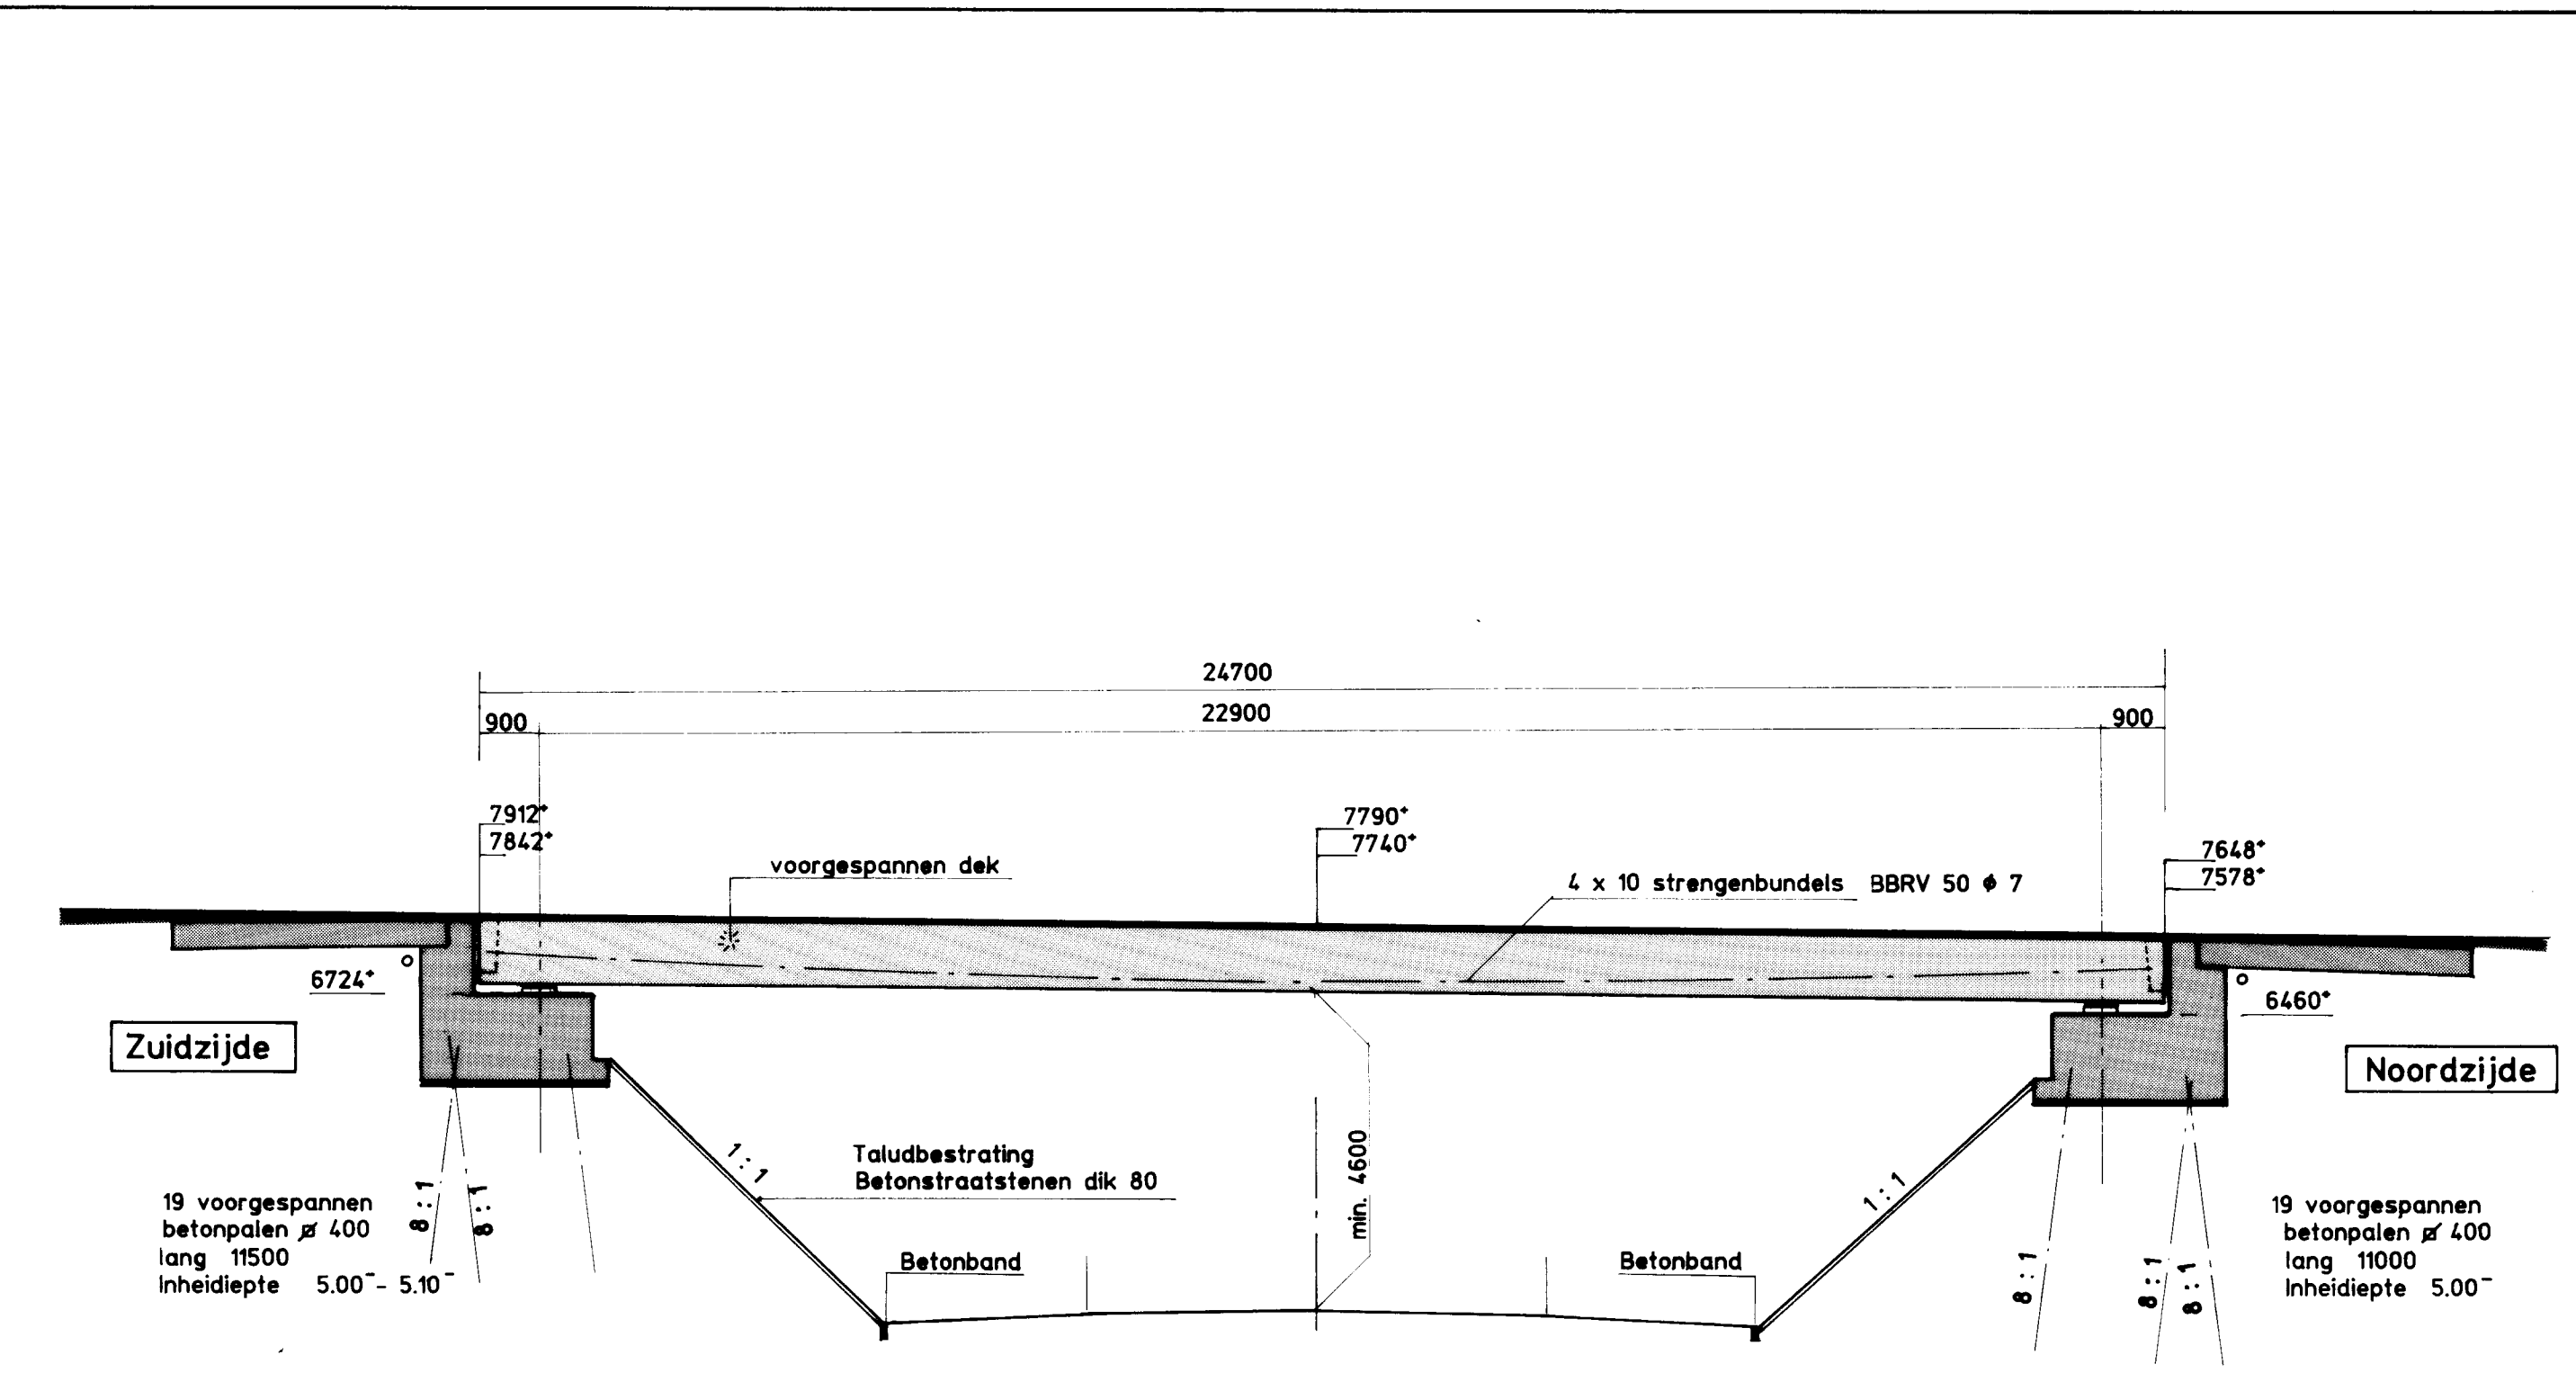 24700
900 22900 900
7912+
7842+
7790+
7740+
7648+
7578+
voorgespannen dek
4 x 10 strengenbundels BBRV 50 ϕ 7
6724+
6460+
Zuidzijde
Noordzijde
1:1
Taludbestrating
Betonstraatstenen dik 80
min. 4600
1:1
19 voorgespannen
betonpalen ⌀ 400
lang 11500
Inheidiepte 5.00⁻ - 5.10⁻
8:1
8:1
Betonband
Betonband
8:1
8:1
8:1
19 voorgespannen
betonpalen ⌀ 400
lang 11000
Inheidiepte 5.00⁻